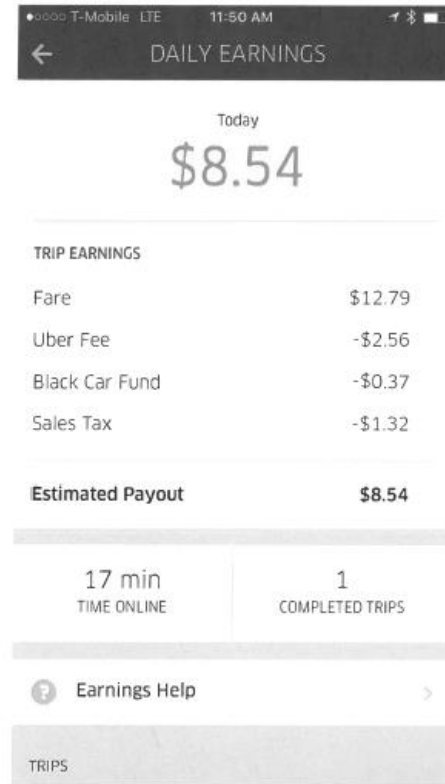 T-Mobile LTE 11:50 AM
DAILY EARNINGS
Today
$8.54
TRIP EARNINGS
Fare $12.79
Uber Fee -$2.56
Black Car Fund -$0.37
Sales Tax -$1.32
Estimated Payout $8.54
17 min 1
TIME ONLINE COMPLETED TRIPS
? Earnings Help >
TRIPS